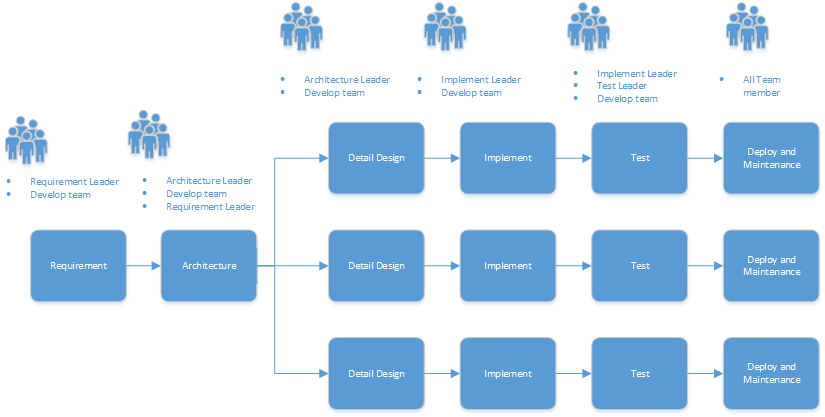 • Architecture Leader
• Develop team
• Implement Leader
• Develop team
• Implement Leader
• Test Leader
• Develop team
• All Team
member
• Requirement Leader
• Develop team
• Architecture Leader
• Develop team
• Requirement Leader
Detail Design
Implement
Test
Deploy and
Maintenance
Requirement
Architecture
Detail Design
Implement
Test
Deploy and
Maintenance
Detail Design
Implement
Test
Deploy and
Maintenance